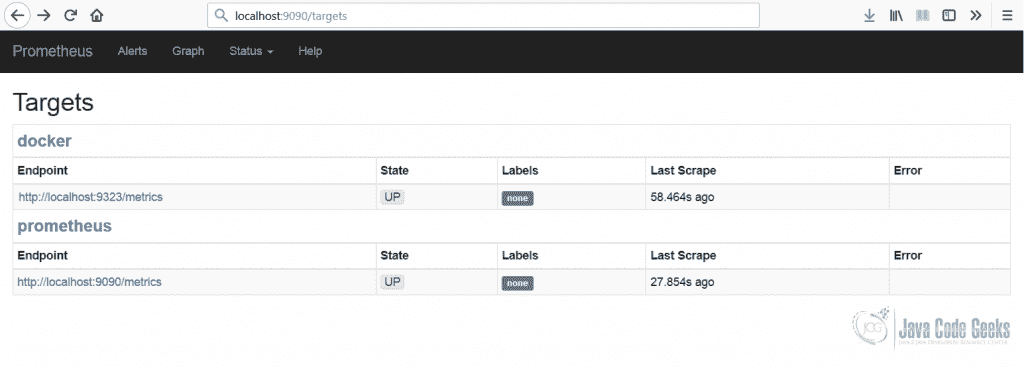 localhost:9090/targets
Prometheus Alerts Graph Status Help
Targets
docker
Endpoint State Labels Last Scrape Error
http://localhost:9323/metrics UP none 58.464s ago
prometheus
Endpoint State Labels Last Scrape Error
http://localhost:9090/metrics UP none 27.854s ago
JCG Java Code Geeks